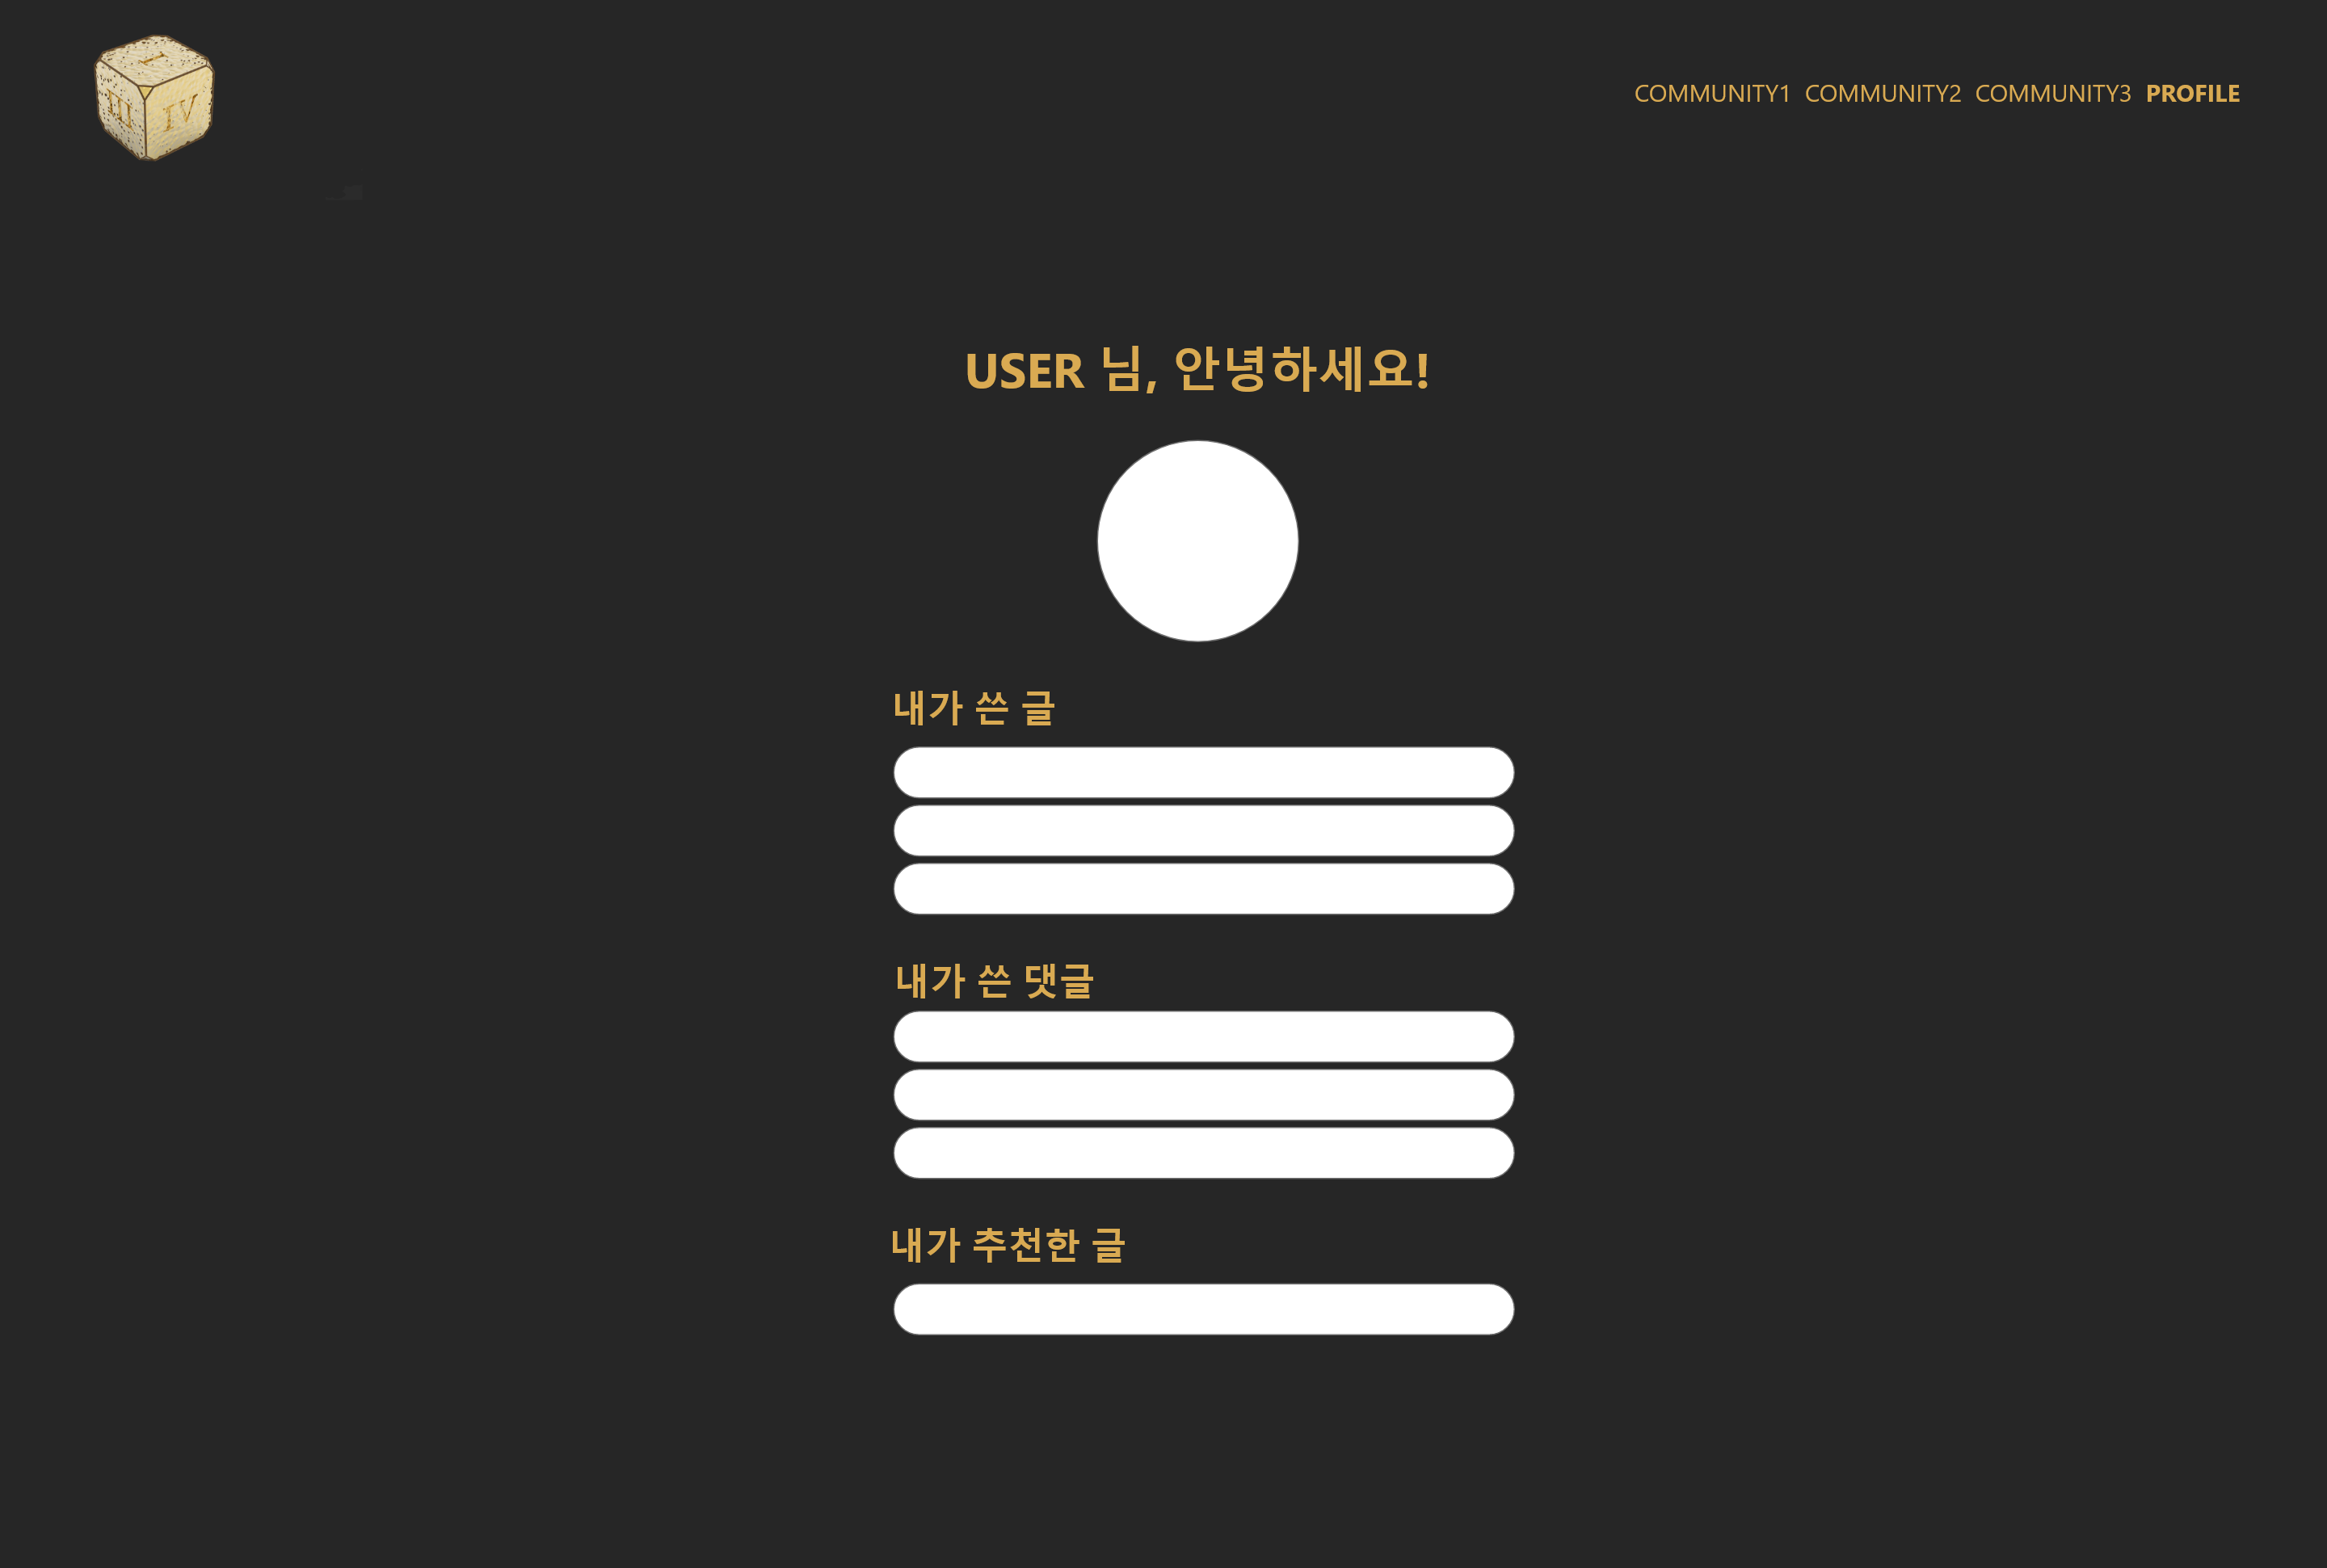 I
III IV
COMMUNITY1 COMMUNITY2 COMMUNITY3 PROFILE
USER 님, 안녕하세요!
내가 쓴 글
내가 쓴 댓글
내가 추천한 글